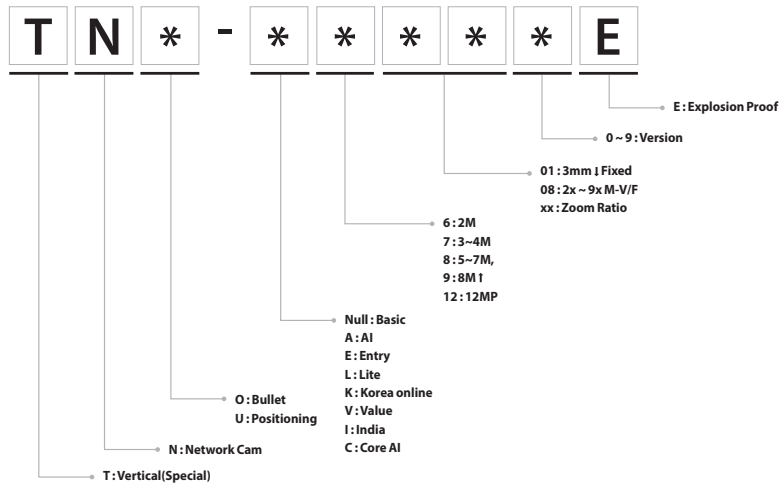 TN*-*****E
E : Explosion Proof
0 ~ 9 : Version
01 : 3mm ↓ Fixed
08 : 2x ~ 9x M-V/F
xx : Zoom Ratio
6 : 2M
7 : 3~4M
8 : 5~7M,
9 : 8M ↑
12 : 12MP
Null : Basic
A : AI
E : Entry
L : Lite
K : Korea online
V : Value
I : India
C : Core AI
O : Bullet
U : Positioning
N : Network Cam
T : Vertical(Special)